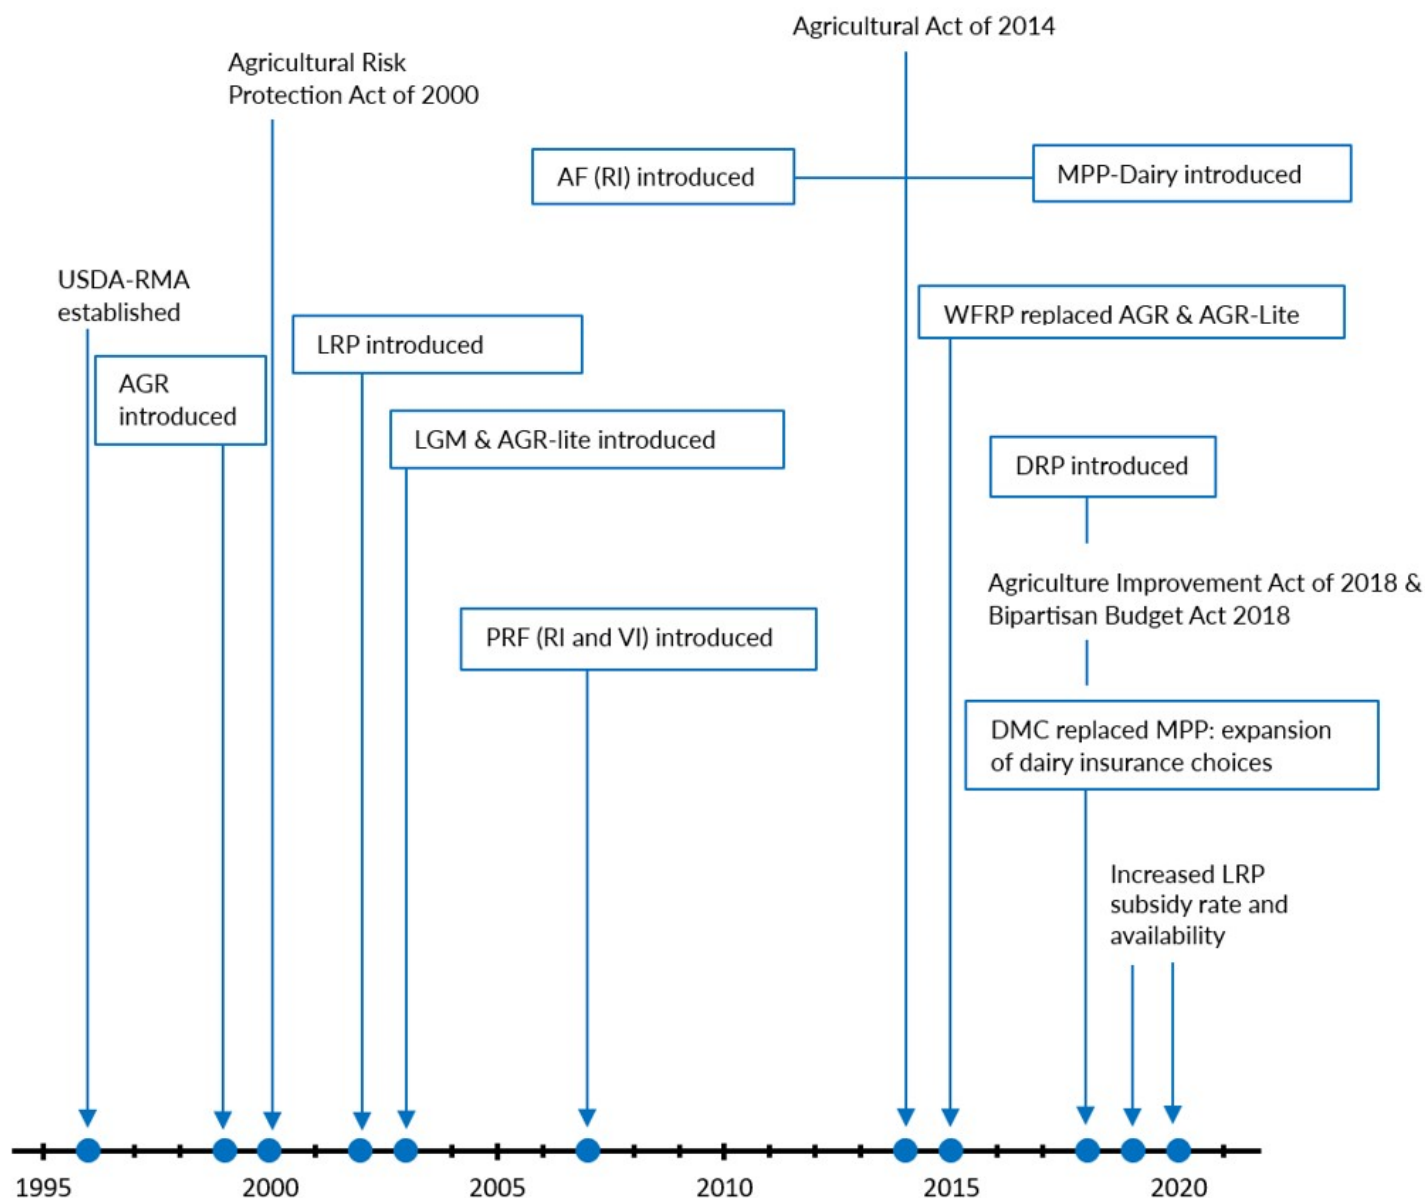 Agricultural Act of 2014
Agricultural Risk
Protection Act of 2000
AF (RI) introduced
MPP-Dairy introduced
USDA-RMA
established
WFRP replaced AGR & AGR-Lite
LRP introduced
AGR
introduced
LGM & AGR-lite introduced
DRP introduced
Agriculture Improvement Act of 2018 &
Bipartisan Budget Act 2018
PRF (RI and VI) introduced
DMC replaced MPP: expansion
of dairy insurance choices
Increased LRP
subsidy rate and
availability
1995 2000 2005 2010 2015 2020